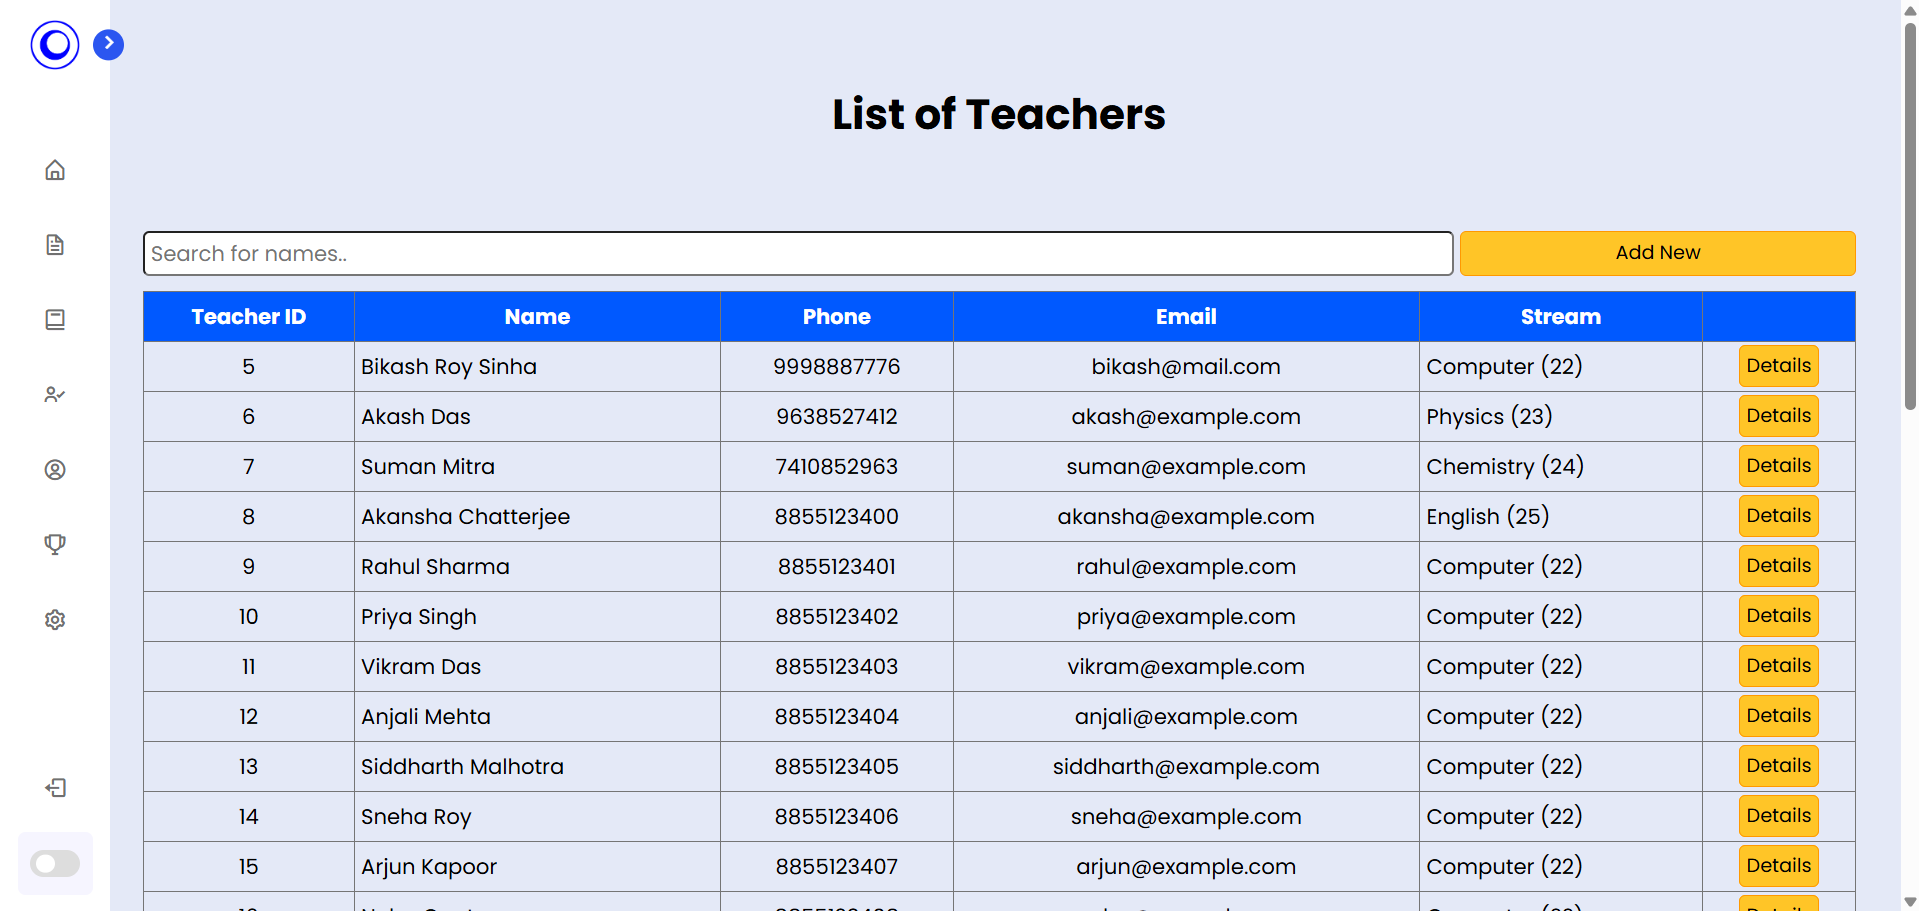 List of Teachers
Search for names..
Add New
Teacher ID Name Phone Email Stream
5 Bikash Roy Sinha 9998887776 bikash@mail.com Computer (22) Details
6 Akash Das 9638527412 akash@example.com Physics (23) Details
7 Suman Mitra 7410852963 suman@example.com Chemistry (24) Details
8 Akansha Chatterjee 8855123400 akansha@example.com English (25) Details
9 Rahul Sharma 8855123401 rahul@example.com Computer (22) Details
10 Priya Singh 8855123402 priya@example.com Computer (22) Details
11 Vikram Das 8855123403 vikram@example.com Computer (22) Details
12 Anjali Mehta 8855123404 anjali@example.com Computer (22) Details
13 Siddharth Malhotra 8855123405 siddharth@example.com Computer (22) Details
14 Sneha Roy 8855123406 sneha@example.com Computer (22) Details
15 Arjun Kapoor 8855123407 arjun@example.com Computer (22) Details